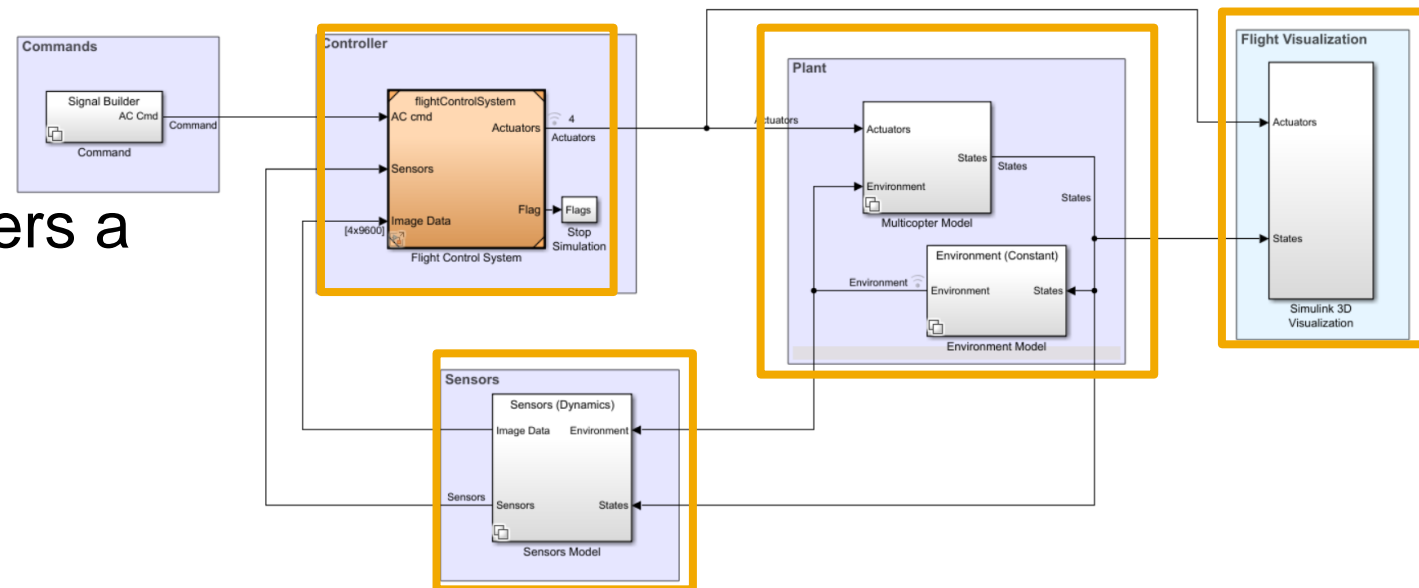 Commands
Signal Builder
AC Cmd
Command
Command
ers a
Controller
flightControlSystem
AC cmd
Actuators
4
Actuators
Sensors
Flag
Flags
Image Data
[4x9600]
Stop
Simulation
Flight Control System
Plant
Actuators
Actuators
States
States
Environment
Multicopter Model
States
Environment (Constant)
Environment
Environment
States
Environment Model
Flight Visualization
Actuators
States
Simulink 3D
Visualization
Sensors
Sensors (Dynamics)
Image Data
Environment
Sensors
Sensors
States
Sensors Model